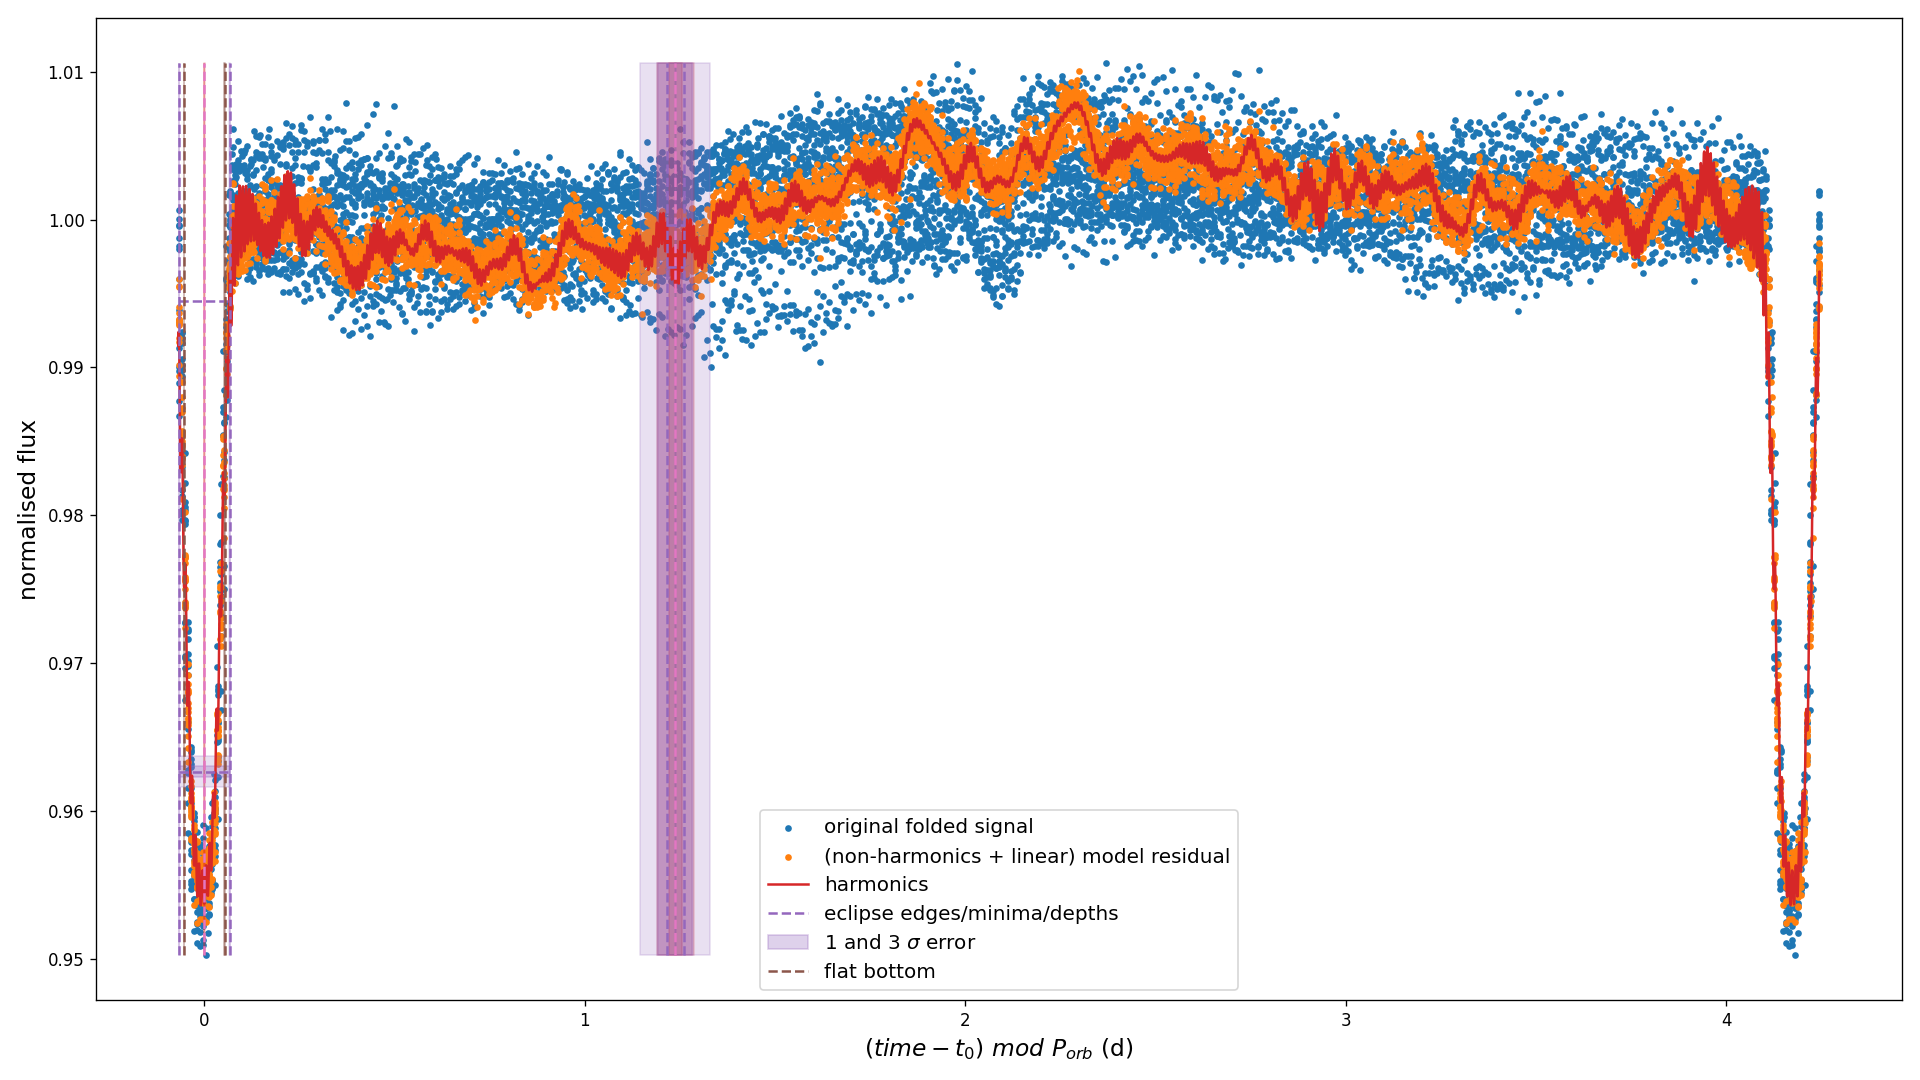 1.01
1.00
0.99
0.98
0.97
0.96
0.95
normalised flux
original folded signal
(non-harmonics + linear) model residual
harmonics
eclipse edges/minima/depths
1 and 3 σ error
flat bottom
0 1 2 3 4
(time − t₀) mod Pₒᵣb (d)